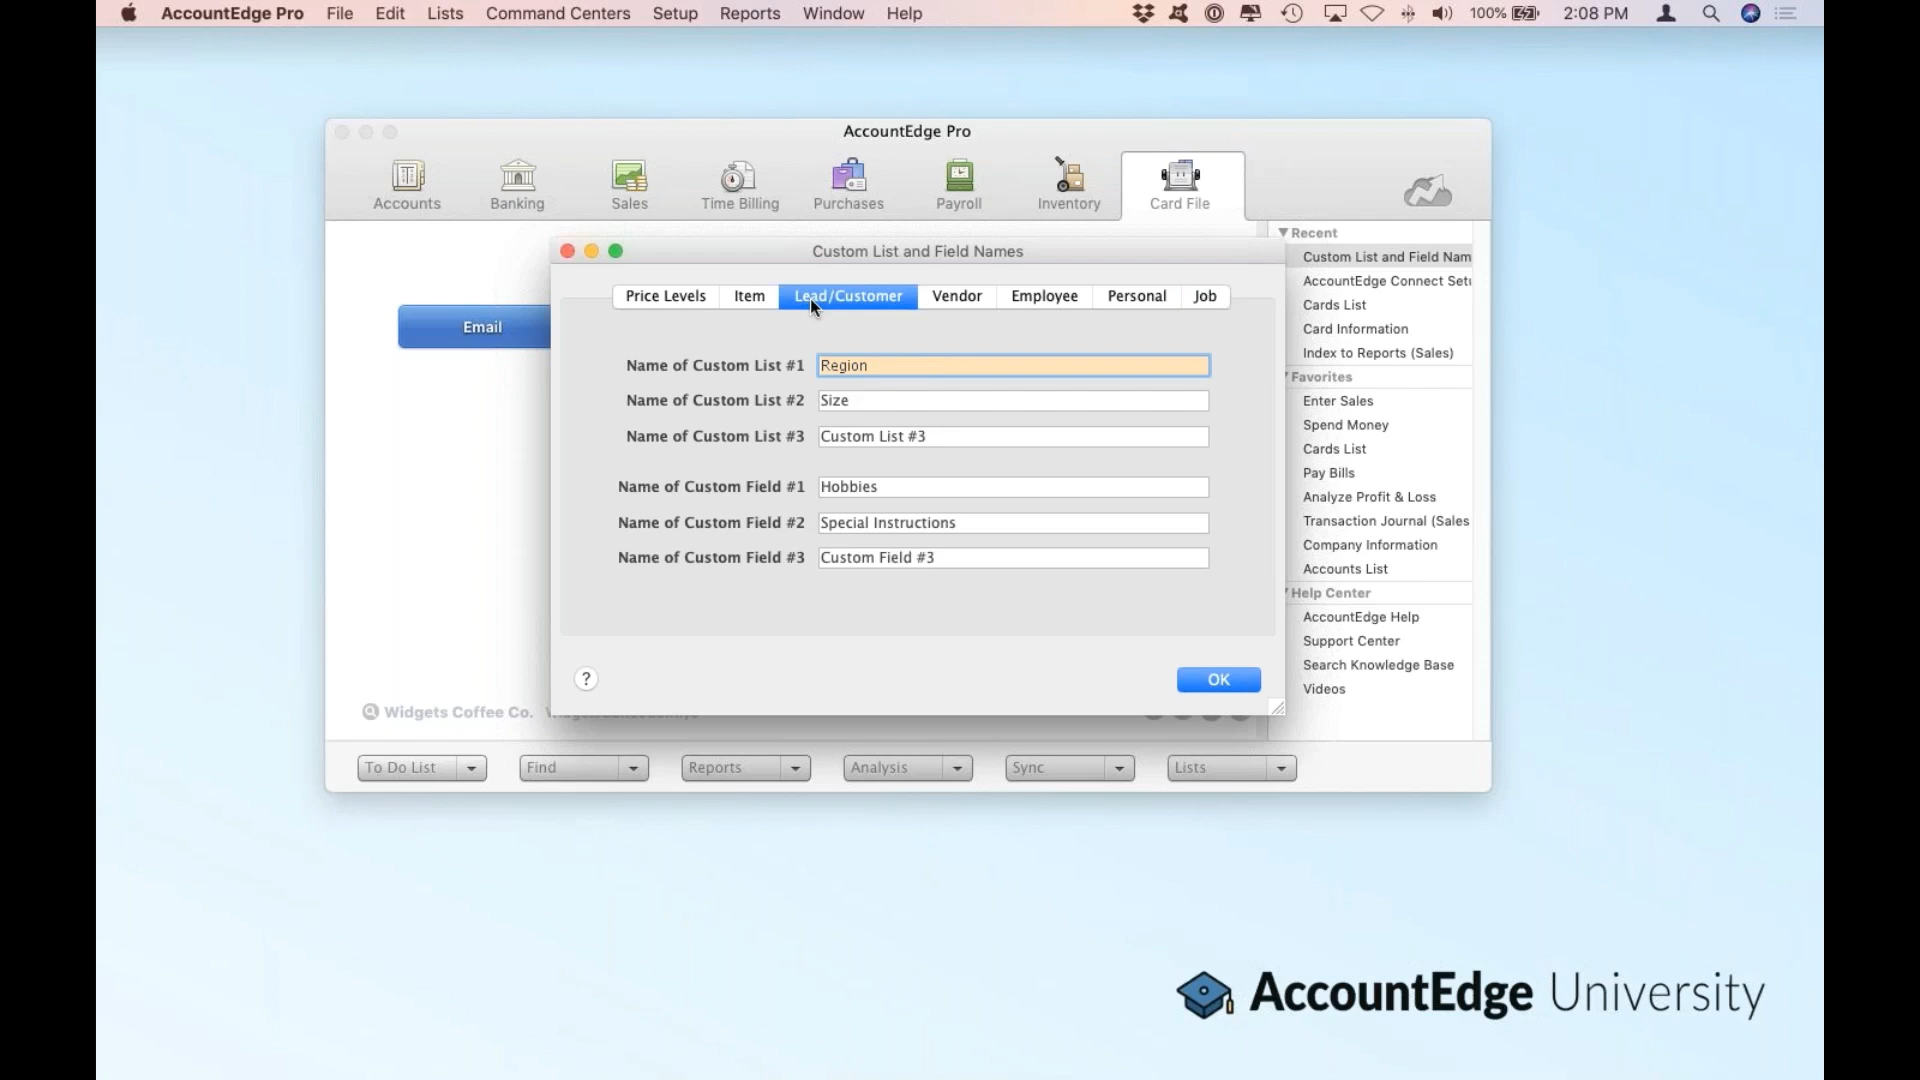 AccountEdge Pro File Edit Lists Command Centers Setup Reports Window Help 100% 2:08 PM
AccountEdge Pro
Accounts Banking Sales Time Billing Purchases Payroll Inventory Card File
Custom List and Field Names
Price Levels Item Lead/Customer Vendor Employee Personal Job
Email
Name of Custom List #1 Region
Name of Custom List #2 Size
Name of Custom List #3 Custom List #3
Name of Custom Field #1 Hobbies
Name of Custom Field #2 Special Instructions
Name of Custom Field #3 Custom Field #3
? OK
Widgets Coffee Co.
Recent
Custom List and Field Nam
AccountEdge Connect Setu
Cards List
Card Information
Index to Reports (Sales)
Favorites
Enter Sales
Spend Money
Cards List
Pay Bills
Analyze Profit & Loss
Transaction Journal (Sales
Company Information
Accounts List
Help Center
AccountEdge Help
Support Center
Search Knowledge Base
Videos
To Do List Find Reports Analysis Sync Lists
AccountEdge University